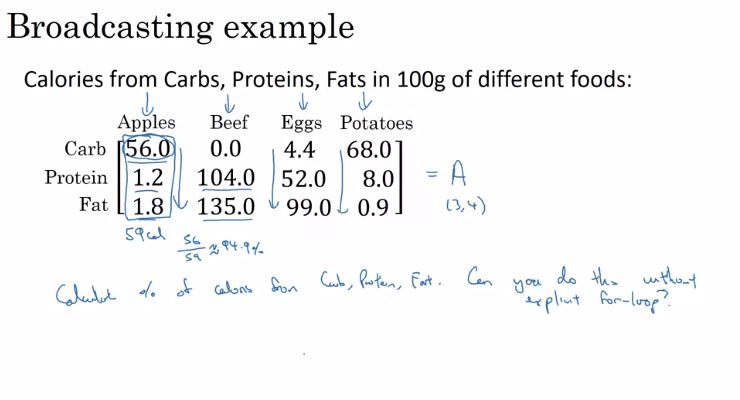 Broadcasting example
Calories from Carbs, Proteins, Fats in 100g of different foods:
Apples Beef Eggs Potatoes
Carb 56.0 0.0 4.4 68.0
Protein 1.2 104.0 52.0 8.0 = A
Fat 1.8 135.0 99.0 0.9 (3,4)
59cal 56/59 ≈ 94.9%
Calculate % of calories from Carb, Protein, Fat. Can you do this without
explicit for-loop?